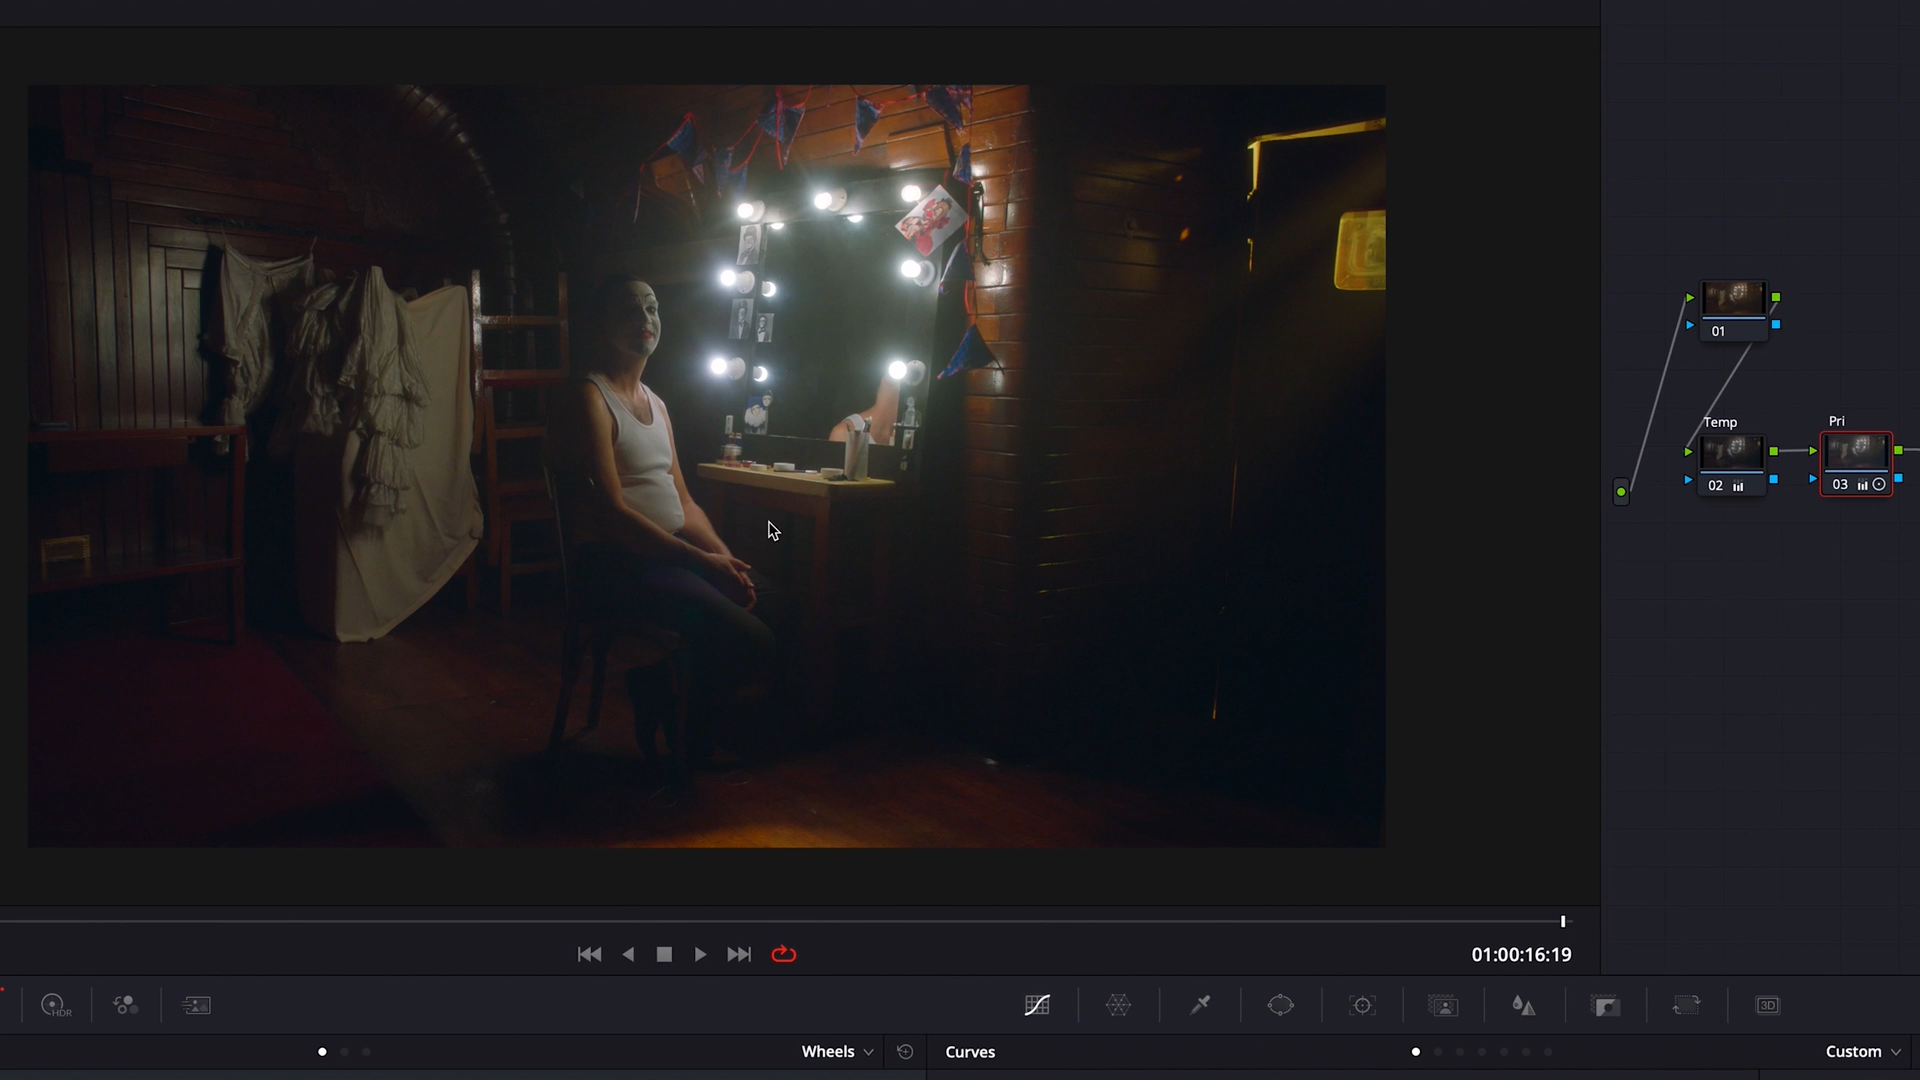 01
Temp
Pri
02
03
01:00:16:19
HDR
3D
Wheels
Curves
Custom